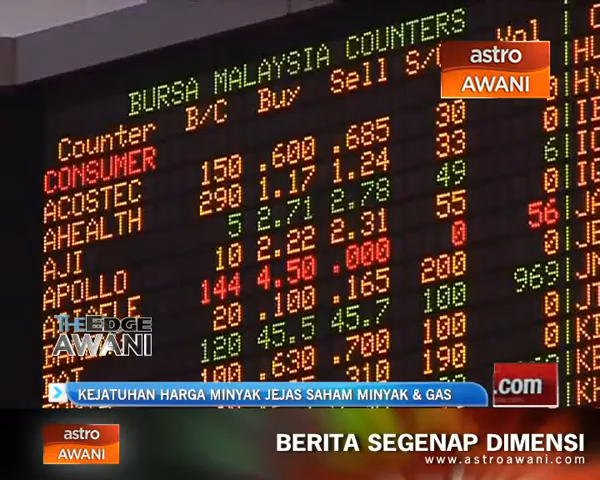 BURSA MALAYSIA COUNTERS
Counter B/C Buy Sell Vol
CONSUMER
ACOSTEC 150 .600 .685 30 0
AHEALTH 290 1.17 1.24 33 0
AJI 5 2.71 2.78 49 6
APOLLO 10 2.22 2.31 55 0
144 4.50 .000 0 56
20 .100 .165 200 0
BAT 120 45.5 45.7 100 969
100 .630 .700 100 0
310 190
astro
AWANI
THE EDGE
AWANI
KEJATUHAN HARGA MINYAK JEJAS SAHAM MINYAK & GAS
.com
astro
AWANI
BERITA SEGENAP DIMENSI
www.astroawani.com